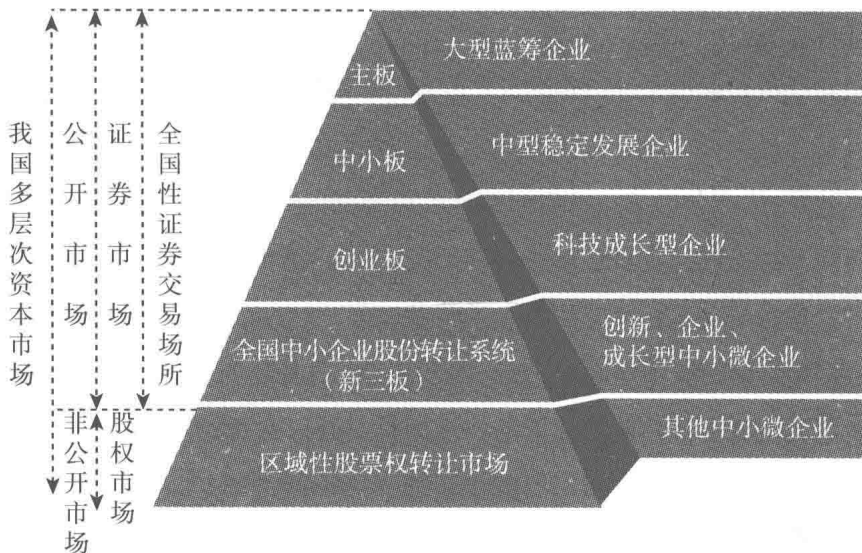 我国多层次资本市场
公开市场
证券市场
全国性证券交易场所
非公开市场
股权市场
主板
大型蓝筹企业
中小板
中型稳定发展企业
创业板
科技成长型企业
全国中小企业股份转让系统
（新三板）
创新、企业、
成长型中小微企业
区域性股票权转让市场
其他中小微企业